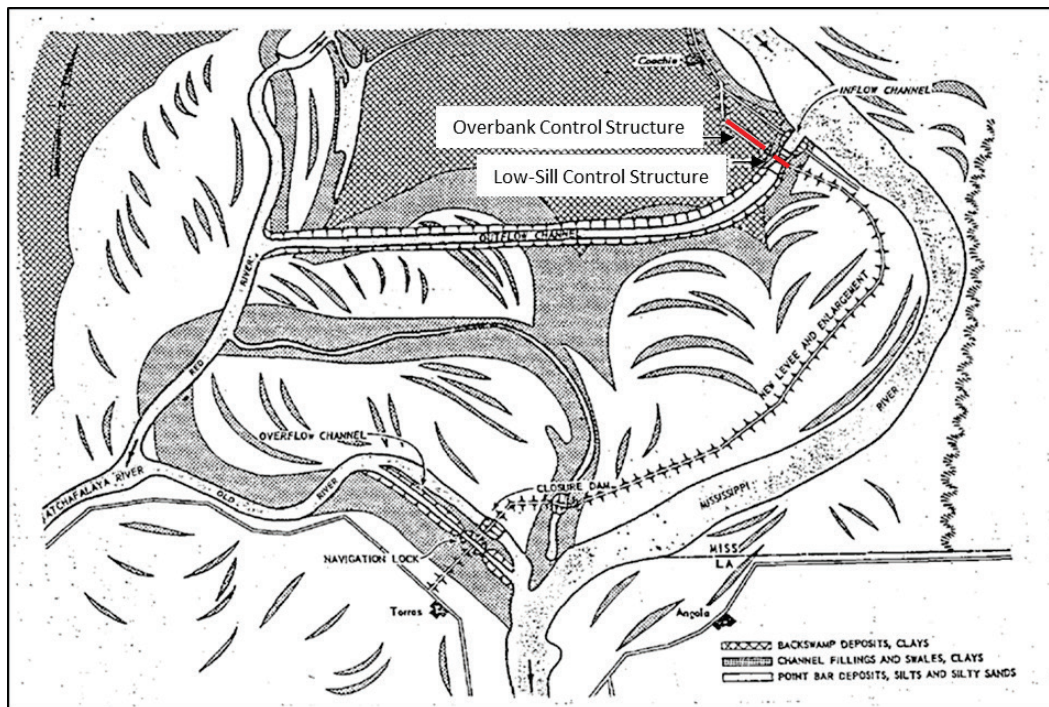 Coochie
INFLOW CHANNEL
Overbank Control Structure
Low-Sill Control Structure
OUTFLOW CHANNEL
RIVER
NEW LEVEE AND ENLARGEMENT
RIVER
RED
OVERFLOW CHANNEL
ATCHAFALAYA RIVER
OLD
RIVER
CLOSURE DAM
MISSISSIPPI
NAVIGATION LOCK
MISS
LA.
Torras
Angola
BACKSWAMP DEPOSITS, CLAYS
CHANNEL FILLINGS AND SWALES, CLAYS
POINT BAR DEPOSITS, SILTS AND SILTY SANDS